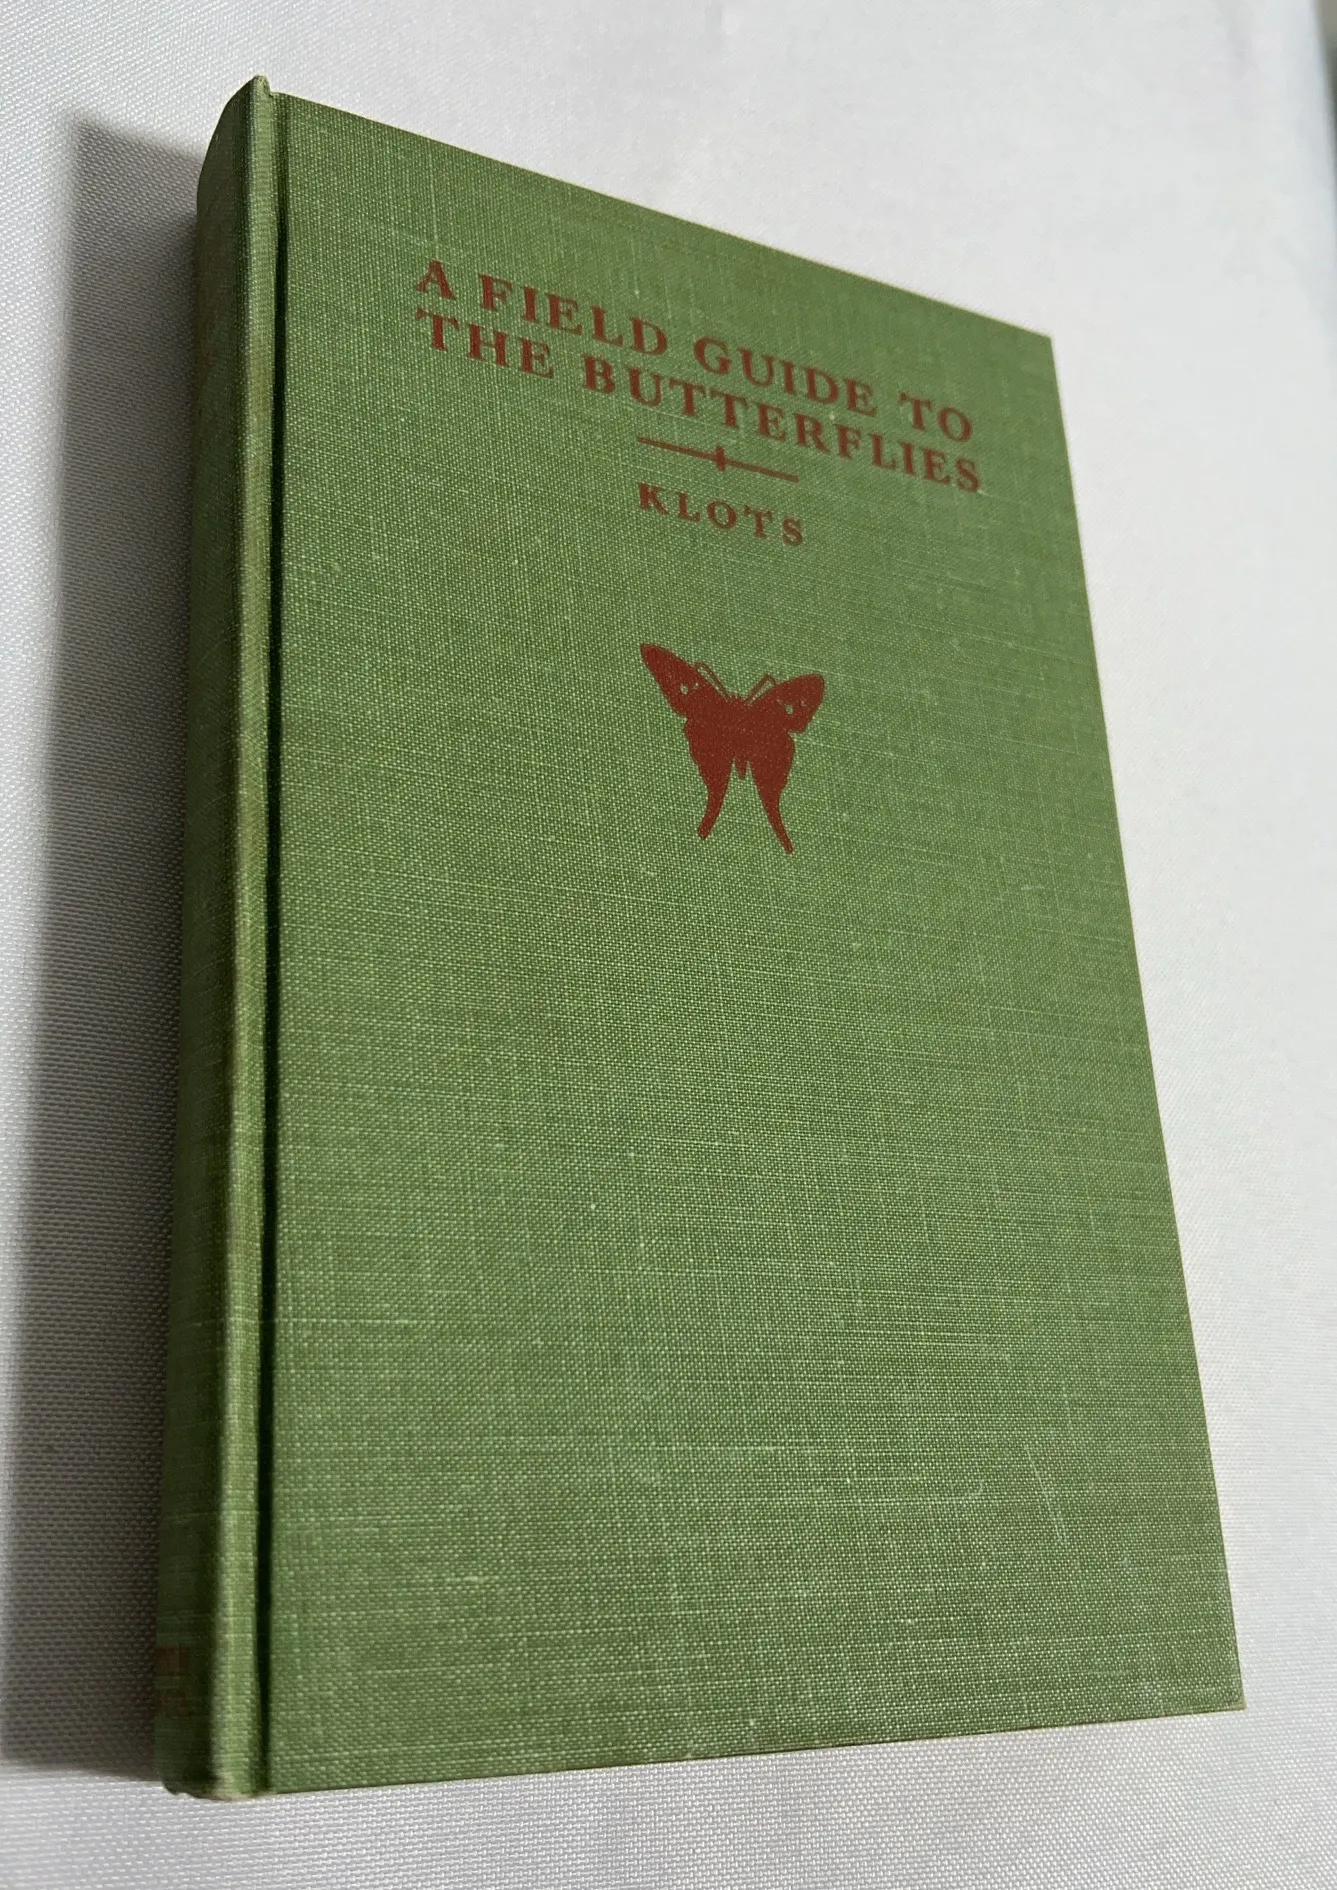 A FIELD GUIDE TO
THE BUTTERFLIES
KLOTS